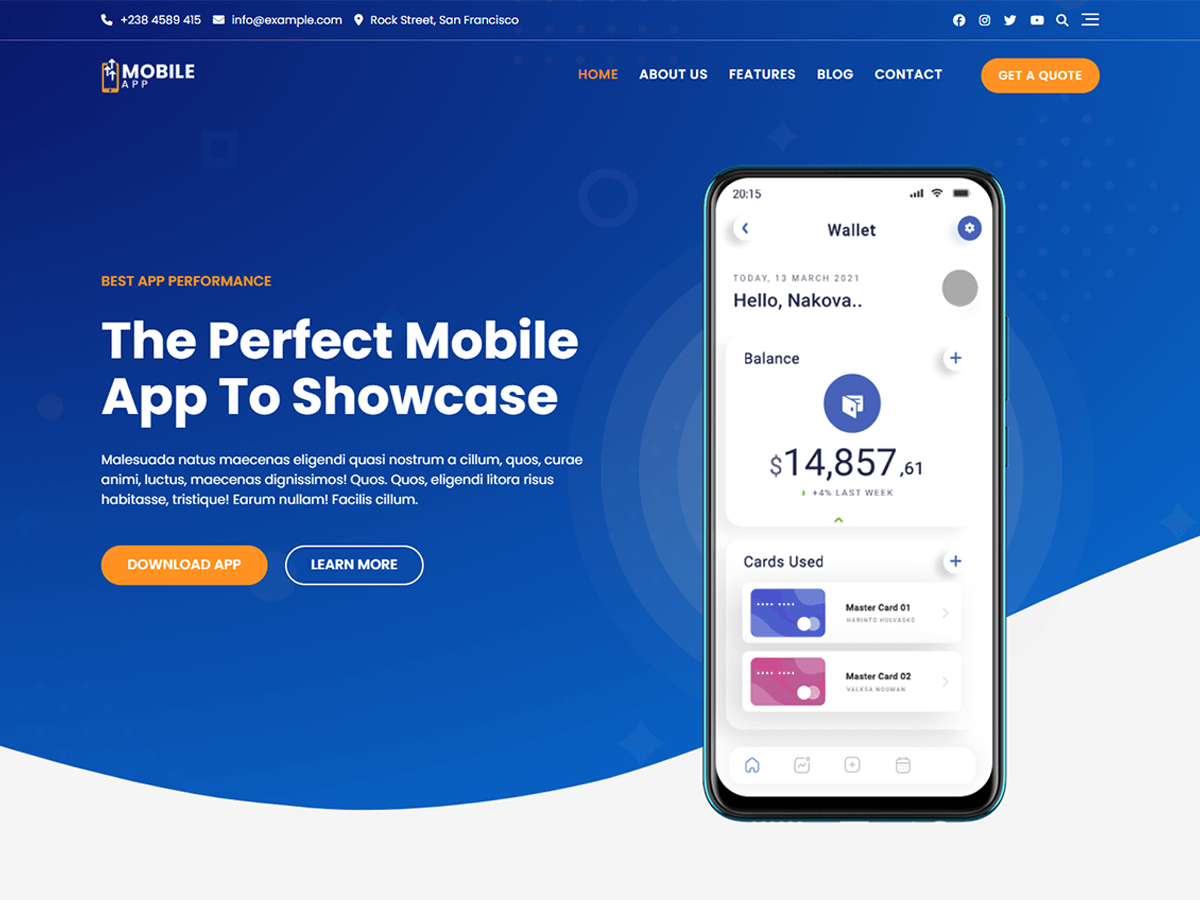 +238 4589 415 info@example.com Rock Street, San Francisco
MOBILE
APP
HOME ABOUT US FEATURES BLOG CONTACT GET A QUOTE
BEST APP PERFORMANCE
The Perfect Mobile
App To Showcase
Malesuada natus maecenas eligendi quasi nostrum a cillum, quos, curae
animi, luctus, maecenas dignissimos! Quos. Quos, eligendi litora risus
habitasse, tristique! Earum nullam! Facilis cillum.
DOWNLOAD APP LEARN MORE
20:15
Wallet
TODAY, 13 MARCH 2021
Hello, Nakova..
Balance
$14,857,61
+4% LAST WEEK
Cards Used
Master Card 01
HARINTO HULVASKO
Master Card 02
VALKSA NOUMAN